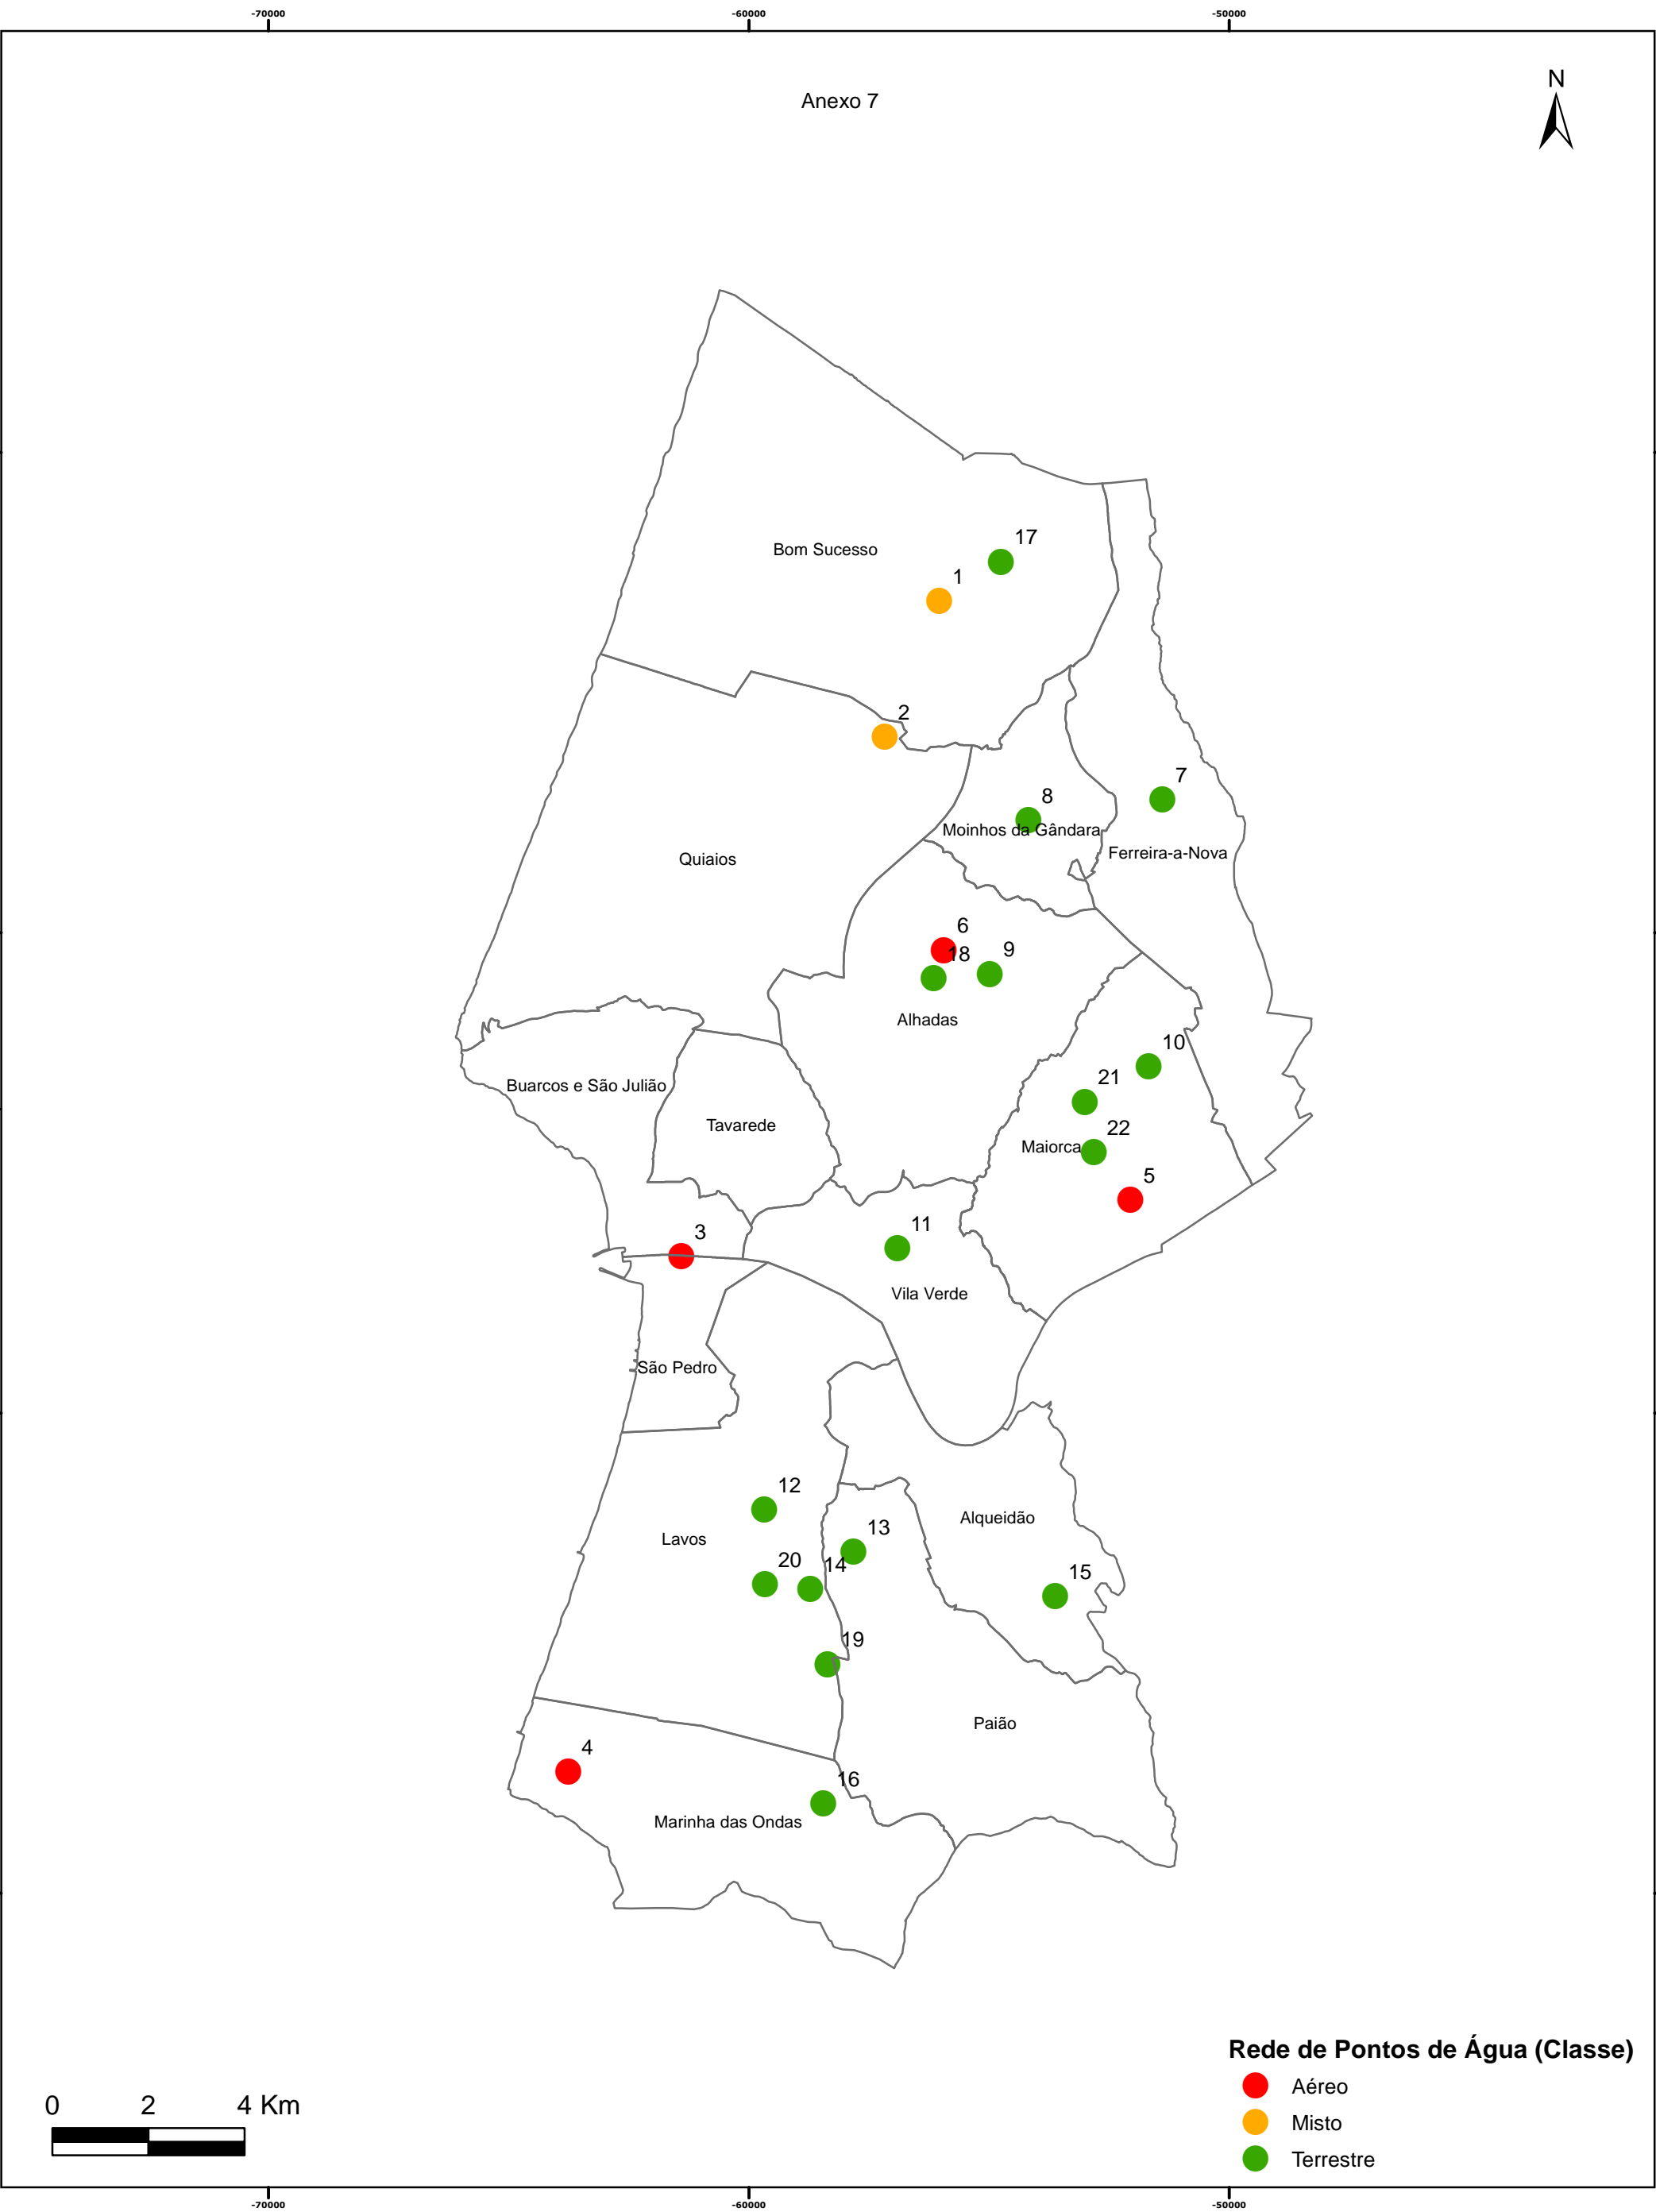 -70000 -60000 -50000
Anexo 7
N
17
Bom Sucesso
1
2
7
8
Moinhos da Gândara
Ferreira-a-Nova
Quiaios
6
9
18
Alhadas
10
21
Buarcos e São Julião
Tavarede
22
Maiorca
5
11
3
Vila Verde
São Pedro
12
Alqueidão
13
Lavos
20
14
15
19
Paião
4
16
Marinha das Ondas
Rede de Pontos de Água (Classe)
Aéreo
Misto
Terrestre
0 2 4 Km
-70000 -60000 -50000